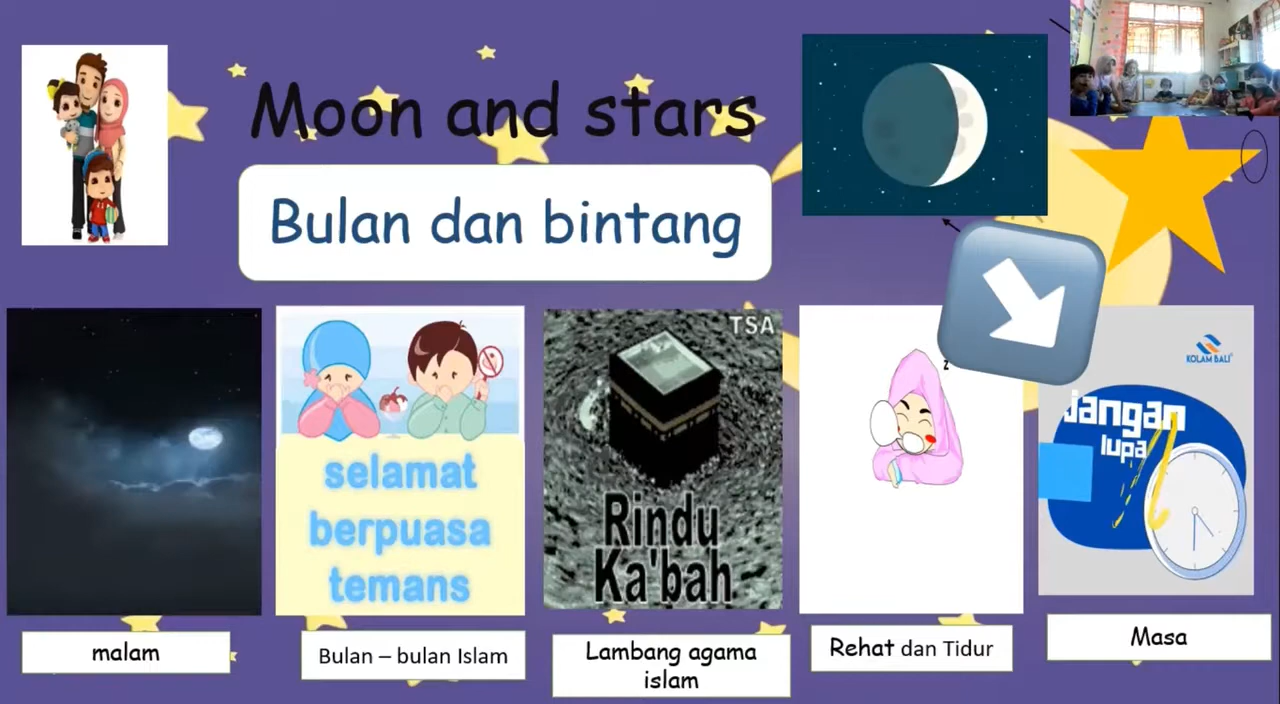 Moon and stars
Bulan dan bintang
selamat
berpuasa
temans
TSA
Rindu
Ka'bah
z
KOLAM BALI
jangan
lupa
malam
Bulan – bulan Islam
Lambang agama
islam
Rehat dan Tidur
Masa